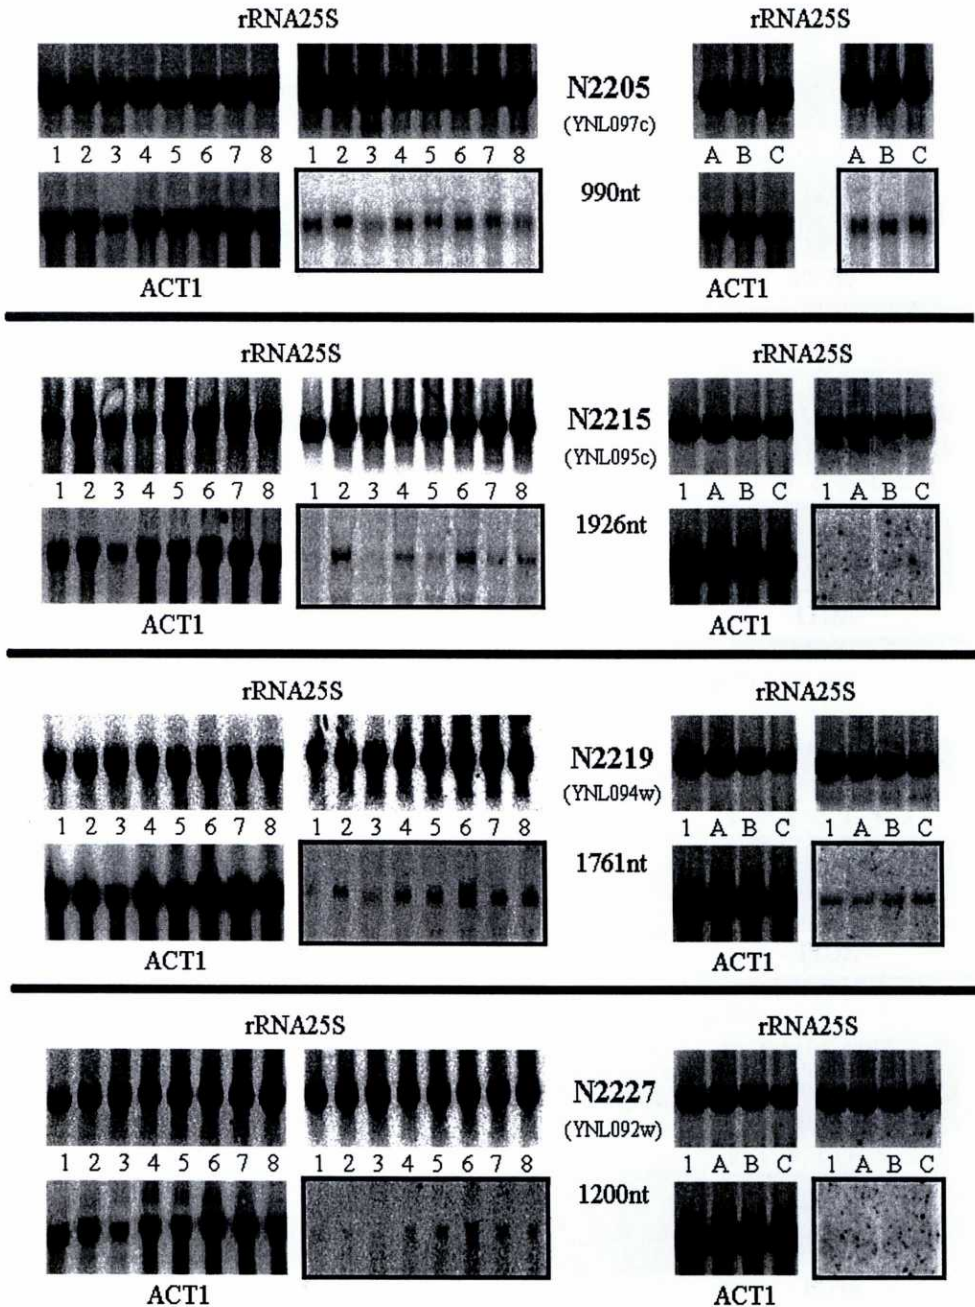 rRNA25S rRNA25S
N2205
(YNL097c)
1 2 3 4 5 6 7 8 1 2 3 4 5 6 7 8 A B C A B C
990nt
ACT1 ACT1
rRNA25S rRNA25S
N2215
(YNL095c)
1 2 3 4 5 6 7 8 1 2 3 4 5 6 7 8 1 A B C 1 A B C
1926nt
ACT1 ACT1
rRNA25S rRNA25S
N2219
(YNL094w)
1 2 3 4 5 6 7 8 1 2 3 4 5 6 7 8 1 A B C 1 A B C
1761nt
ACT1 ACT1
rRNA25S rRNA25S
N2227
(YNL092w)
1 2 3 4 5 6 7 8 1 2 3 4 5 6 7 8 1 A B C 1 A B C
1200nt
ACT1 ACT1